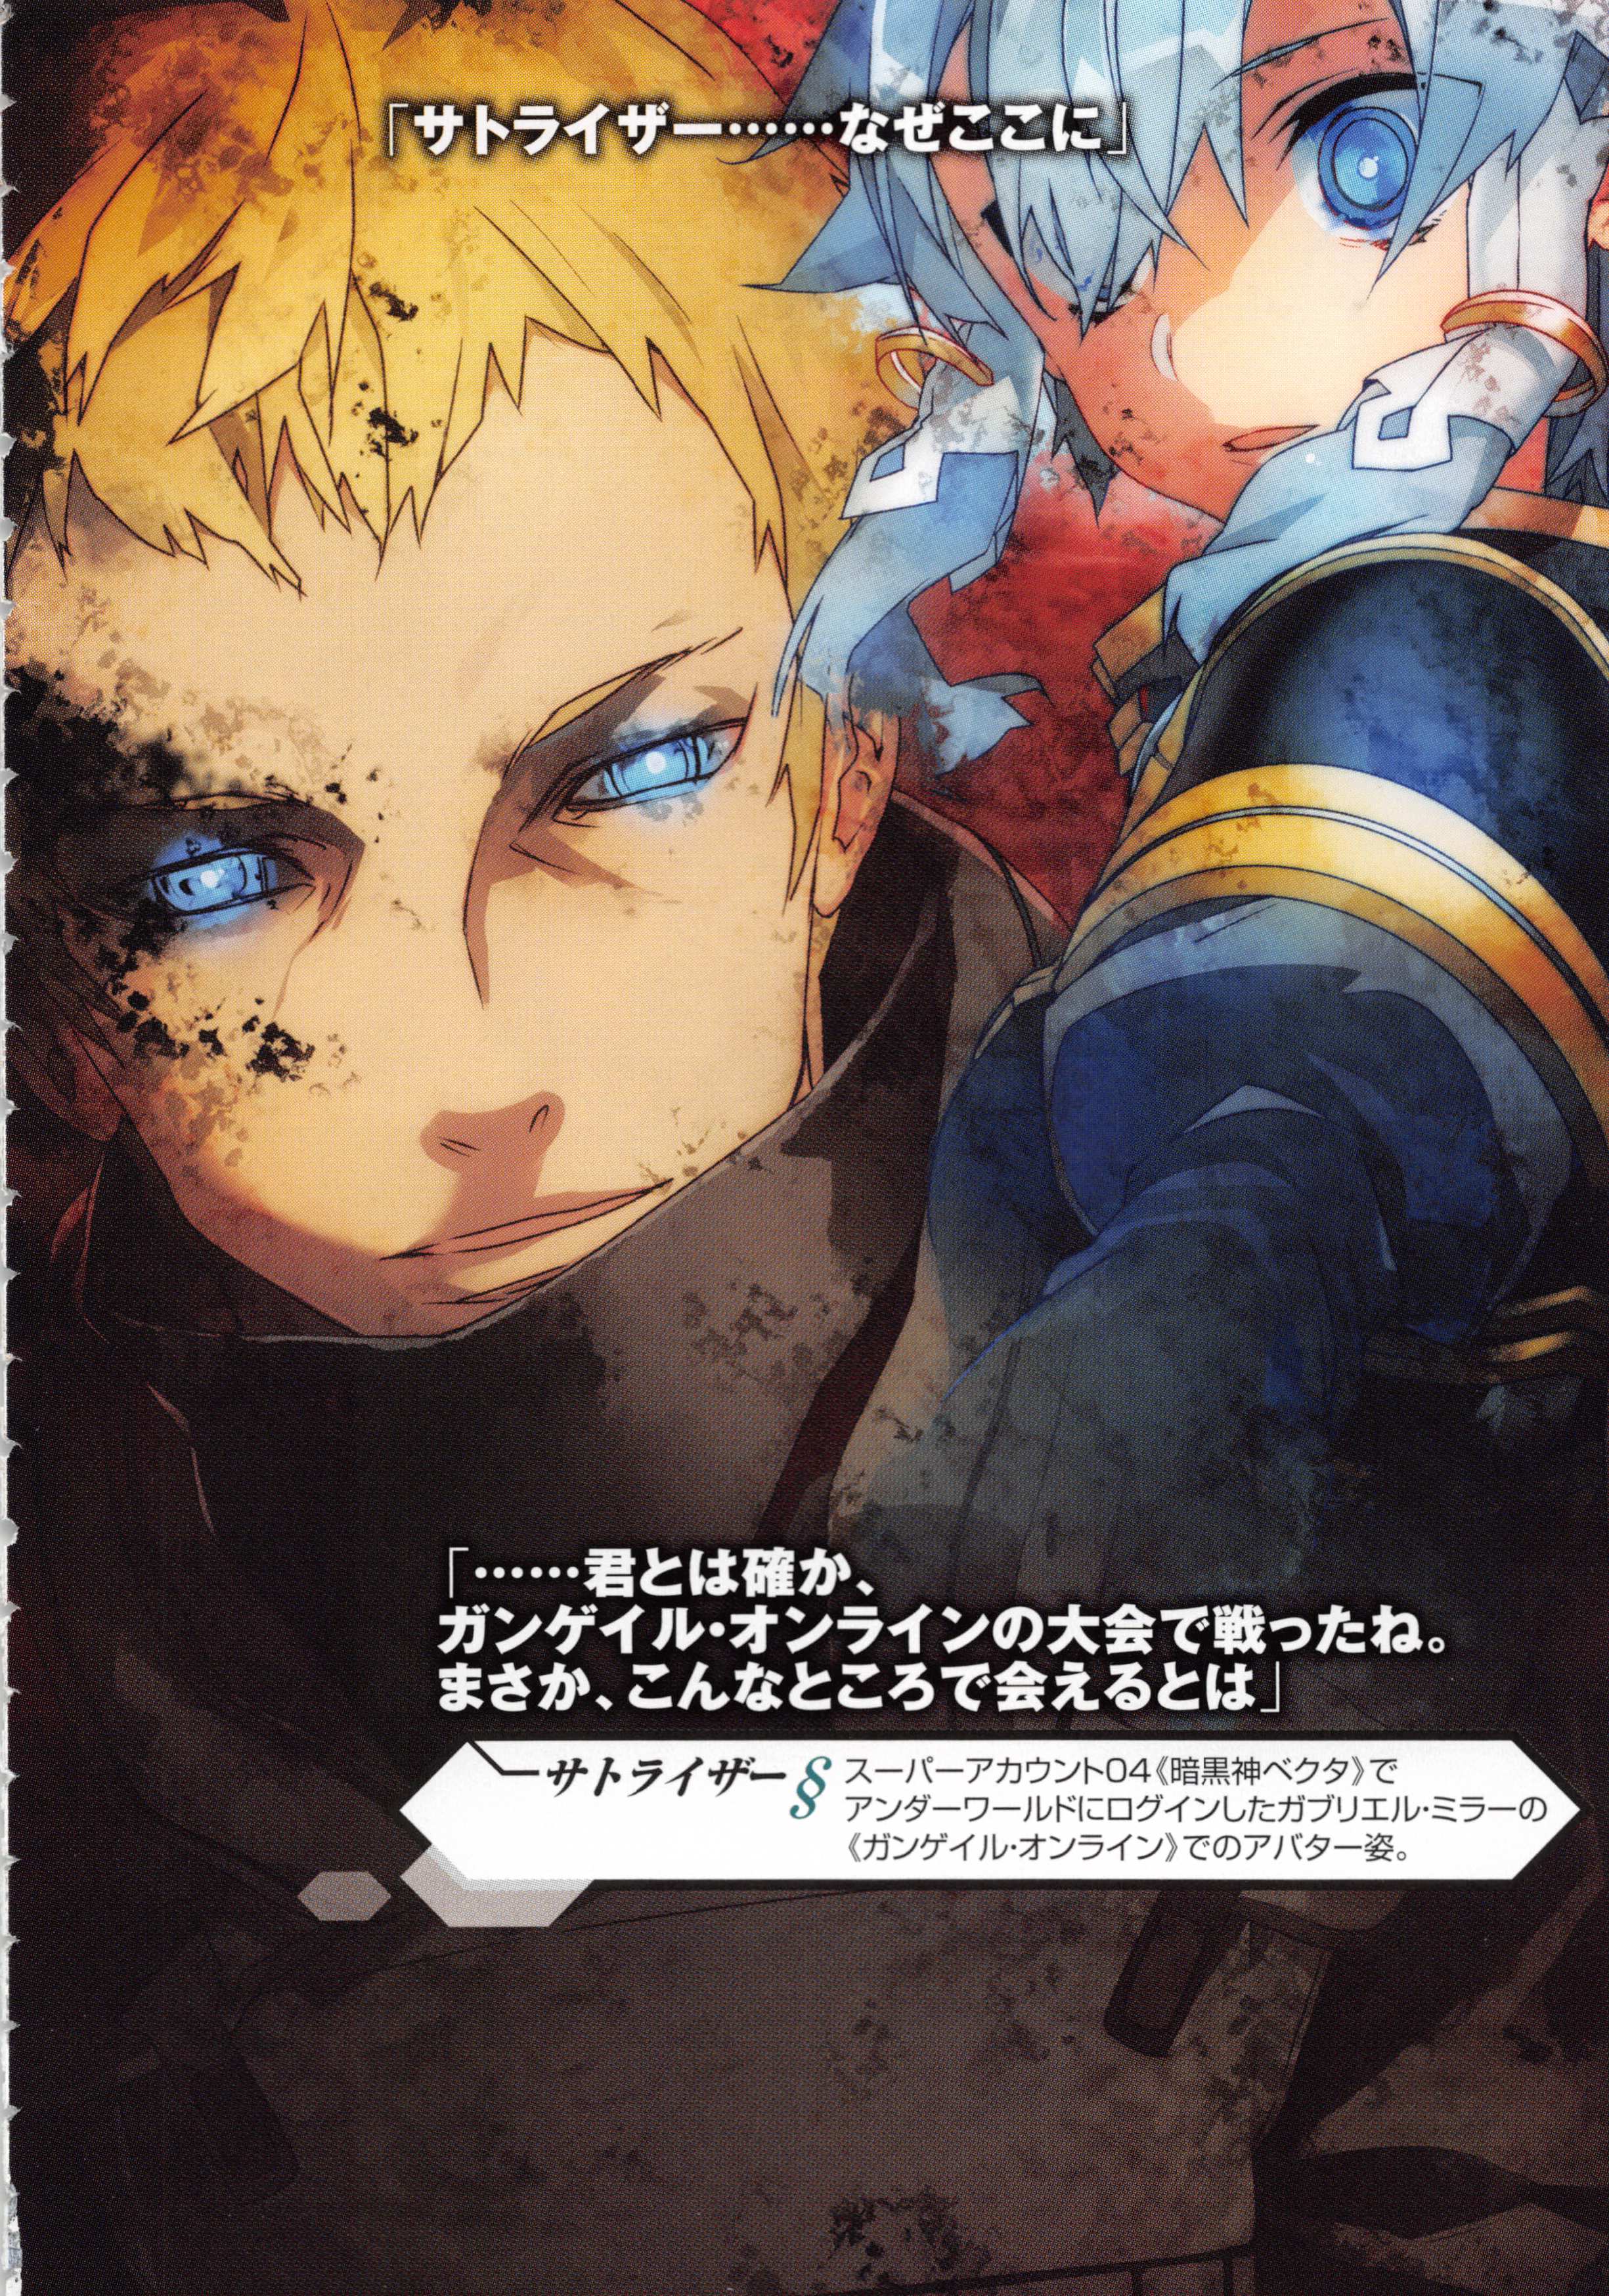 「サトライザー……なぜここに」
「……君とは確か、
ガンゲイル・オンラインの大会で戦ったね。
まさか、こんなところで会えるとは」
サトライザー§
スーパーアカウント04《暗黒神ベクタ》で
アンダーワールドにログインしたガブリエル・ミラーの
《ガンゲイル・オンライン》でのアバター姿。